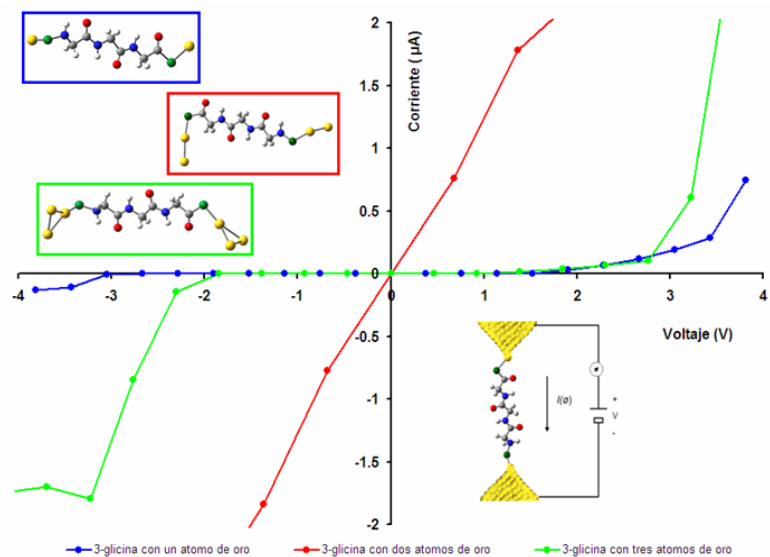 2
1.5
1
0.5
0
-0.5
-1
-1.5
-2
-4 -3 -2 -1 0 1 2 3 4
Corriente (µA)
Voltaje (V)
I(ø)
+
V
-
3-glicina con un atomo de oro
3-glicina con dos atomos de oro
3-glicina con tres atomos de oro